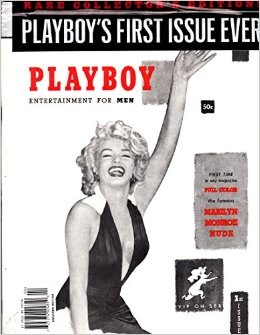 RARE COLLECTOR'S EDITION
PLAYBOY'S FIRST ISSUE EVER
PLAYBOY
ENTERTAINMENT FOR MEN
50c
FIRST TIME
in any magazine
FULL COLOR
the famous
MARILYN
MONROE
NUDE
VIP ON SEX
1st
ISSUE